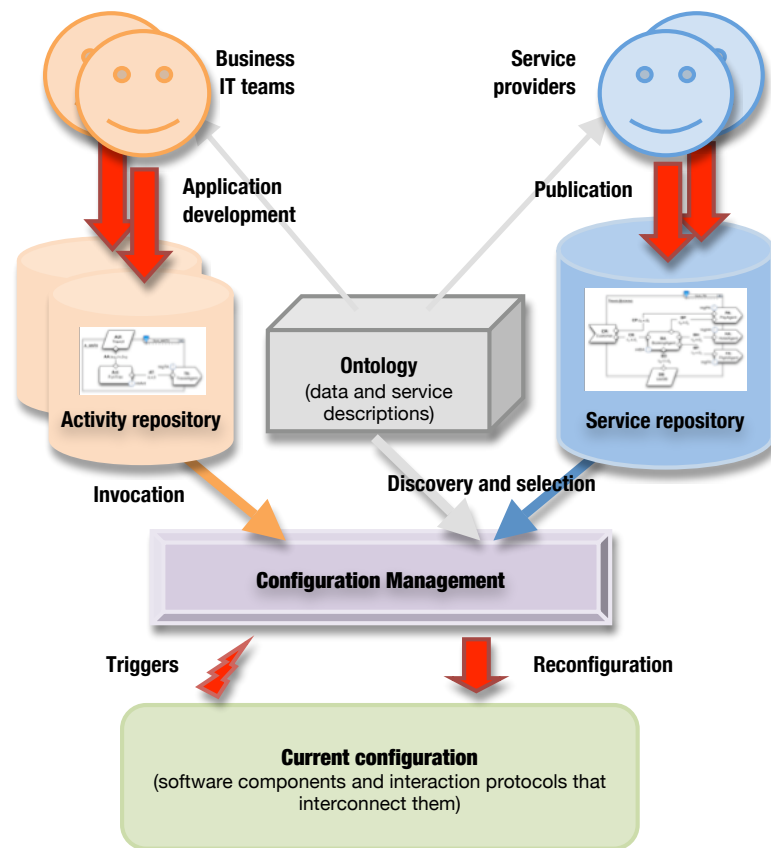 Business
IT teams
Service
providers
Application
development
Publication
Ontology
(data and service
descriptions)
Activity repository
Service repository
Invocation
Discovery and selection
Configuration Management
Triggers
Reconfiguration
Current configuration
(software components and interaction protocols that
interconnect them)